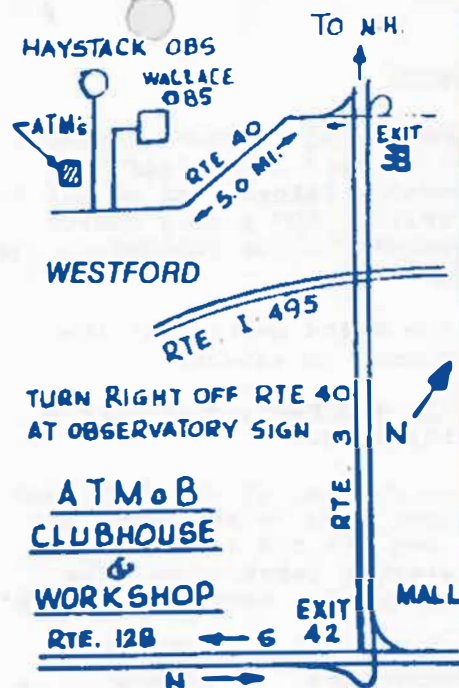 TO N.H.
HAYSTACK OBS
WALLACE
OBS
ATM's
RTE 40
5.0 MI.
EXIT
WESTFORD
RTE. I. 495
TURN RIGHT OFF RTE 40
AT OBSERVATORY SIGN
RTE. 3
N
ATMoB
CLUBHOUSE
&
WORKSHOP
EXIT
42
MALL
RTE. 128
S
N